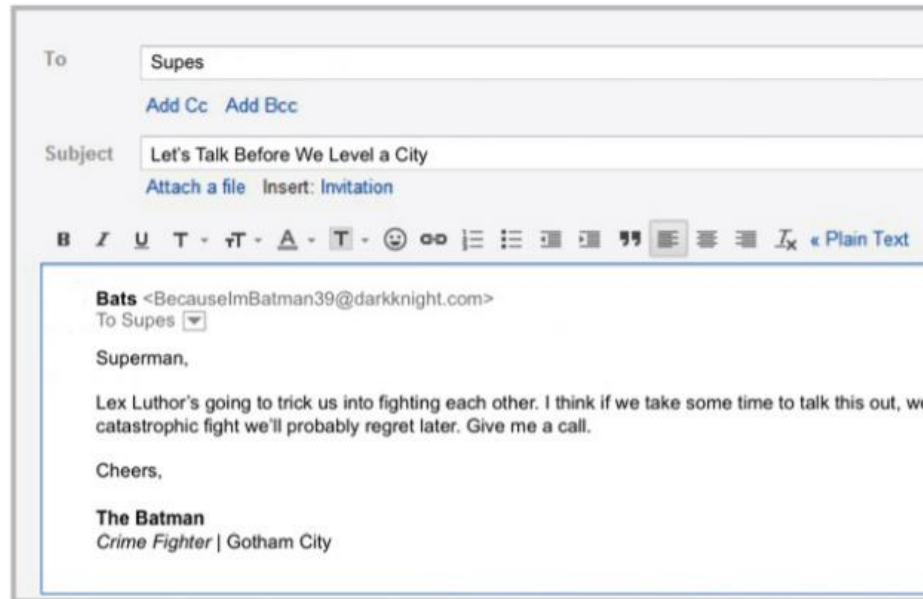 To Supes
Add Cc Add Bcc
Subject Let's Talk Before We Level a City
Attach a file Insert: Invitation
B I U T T A T T « Plain Text
Bats <BecauseImBatman39@darkknight.com>
To Supes
Superman,
Lex Luthor's going to trick us into fighting each other. I think if we take some time to talk this out,
catastrophic fight we'll probably regret later. Give me a call.
Cheers,
The Batman
Crime Fighter | Gotham City